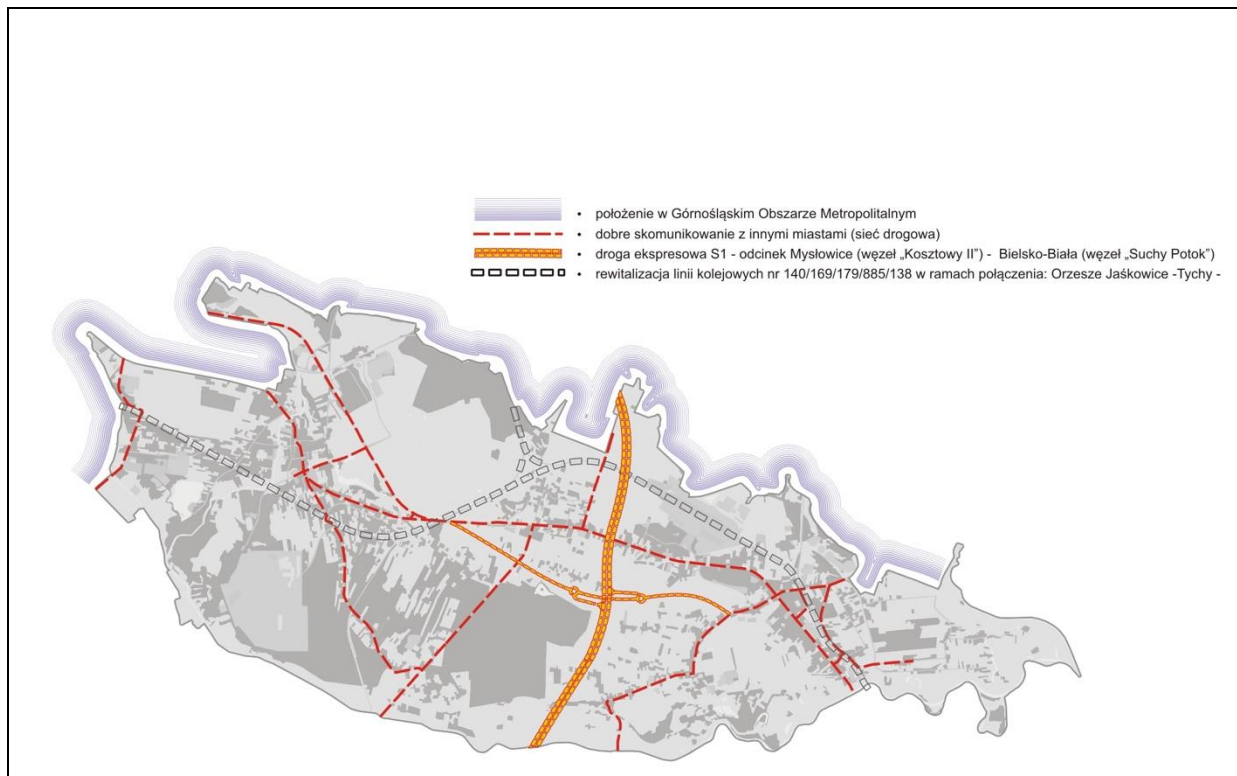 • położenie w Górnośląskim Obszarze Metropolitalnym
• dobre skomunikowanie z innymi miastami (sieć drogowa)
• droga ekspresowa S1 - odcinek Mysłowice (węzeł „Kosztowy II”) - Bielsko-Biała (węzeł „Suchy Potok”)
• rewitalizacja linii kolejowych nr 140/169/179/885/138 w ramach połączenia: Orzesze Jaśkowice -Tychy -